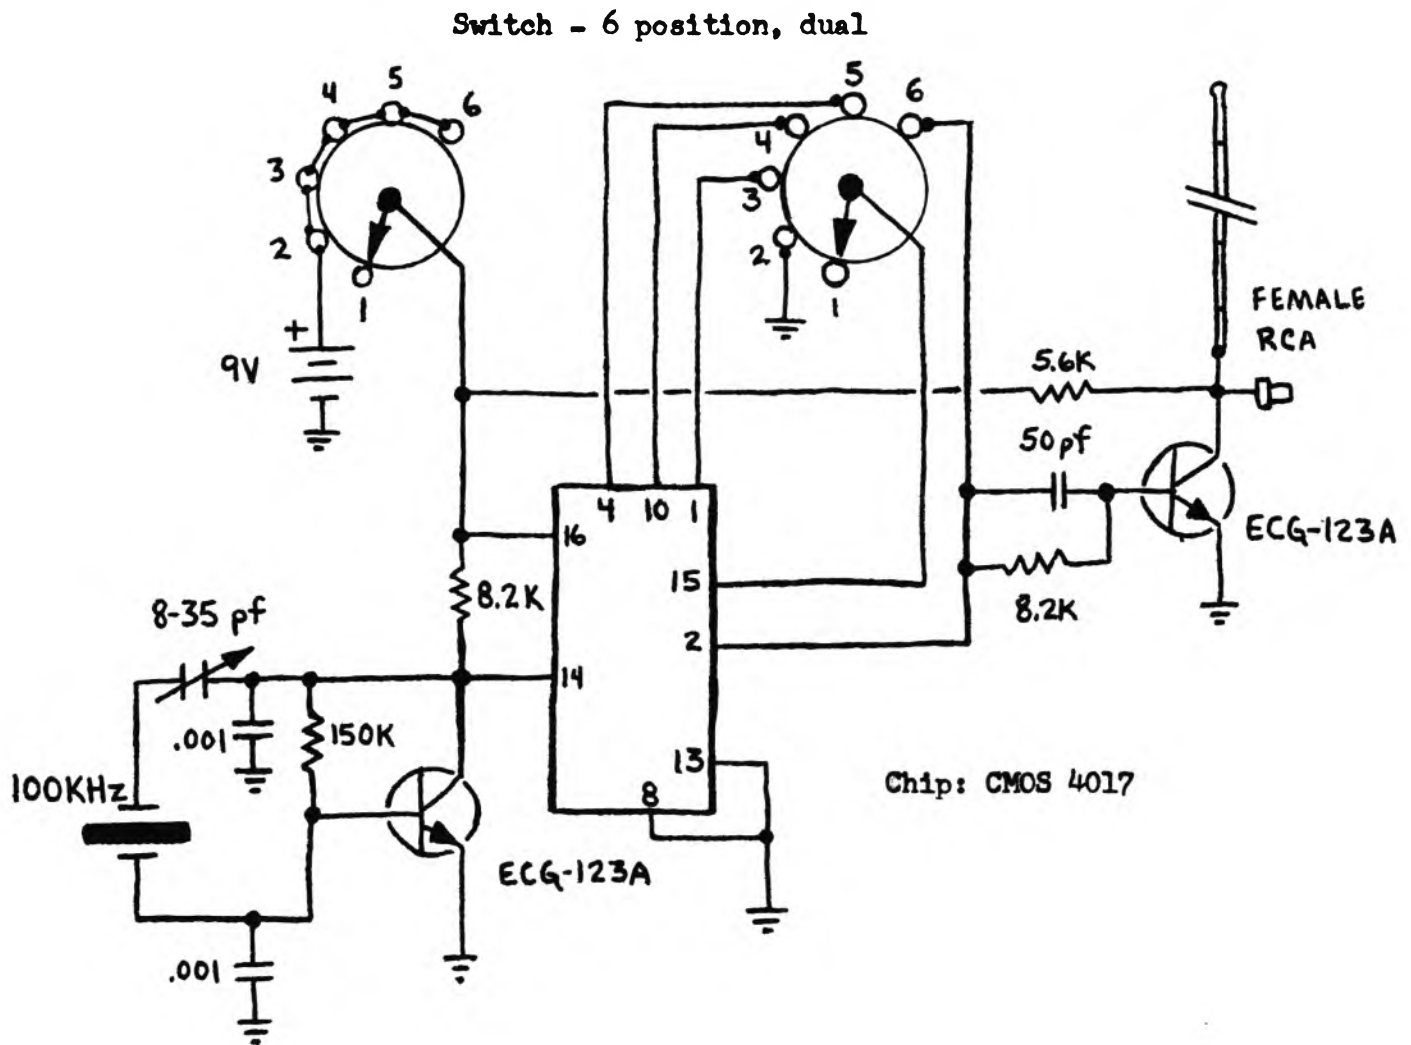 Switch - 6 position, dual
5
4
6
3
2
1
+
9V
5
6
4
3
2
1
FEMALE
RCA
5.6K
50pf
ECG-123A
8.2K
4 10 1
16
15
2
14
13
8
8.2K
8-35 pf
.001
150K
100KHz
ECG-123A
.001
Chip: CMOS 4017